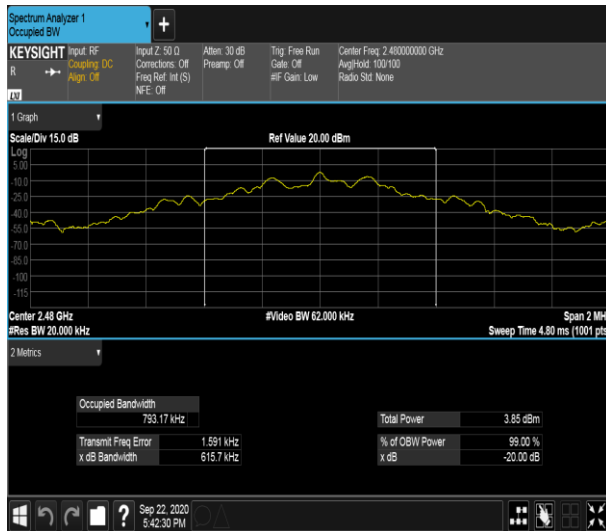 Spectrum Analyzer 1
Occupied BW
+
KEYSIGHT
R
LXI
Input: RF
Coupling: DC
Align: Off
Input Z: 50 Ω
Corrections: Off
Freq Ref: Int (S)
NFE: Off
Atten: 30 dB
Preamp: Off
Trig: Free Run
Gate: Off
#IF Gain: Low
Center Freq: 2.480000000 GHz
Avg|Hold: 100/100
Radio Std: None
1 Graph
Scale/Div 15.0 dB
Ref Value 20.00 dBm
Log
5.00
-10.0
-25.0
-40.0
-55.0
-70.0
-85.0
-100
-115
Center 2.48 GHz
#Video BW 62.000 kHz
Span 2 MH
#Res BW 20.000 kHz
Sweep Time 4.80 ms (1001 pts
2 Metrics
Occupied Bandwidth
793.17 kHz
Total Power 3.85 dBm
Transmit Freq Error 1.591 kHz
% of OBW Power 99.00 %
x dB Bandwidth 615.7 kHz
x dB -20.00 dB
?
Sep 22, 2020
5:42:30 PM